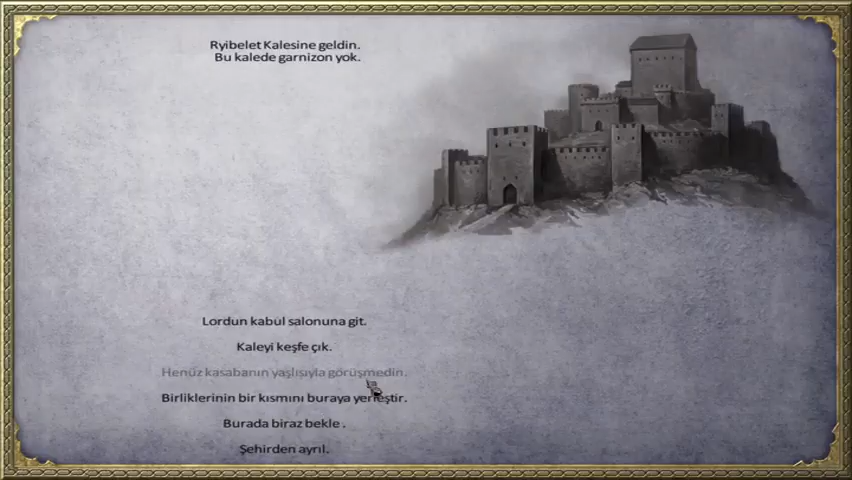 Ryibelet Kalesine geldin.
Bu kalede garnizon yok.
Lordun kabul salonuna git.
Kaleyi keşfe çık.
Henüz kasabanın yaşlısıyla görüşmedin.
Birliklerinin bir kısmını buraya yerleştir.
Burada biraz bekle .
Şehirden ayrıl.